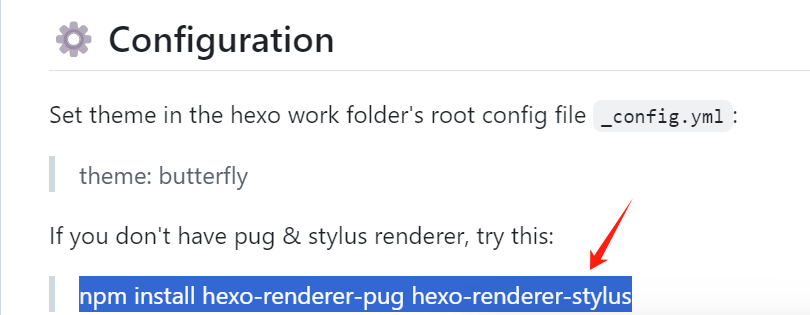 Configuration
Set theme in the hexo work folder's root config file _config.yml:
theme: butterfly
If you don't have pug & stylus renderer, try this:
npm install hexo-renderer-pug hexo-renderer-stylus